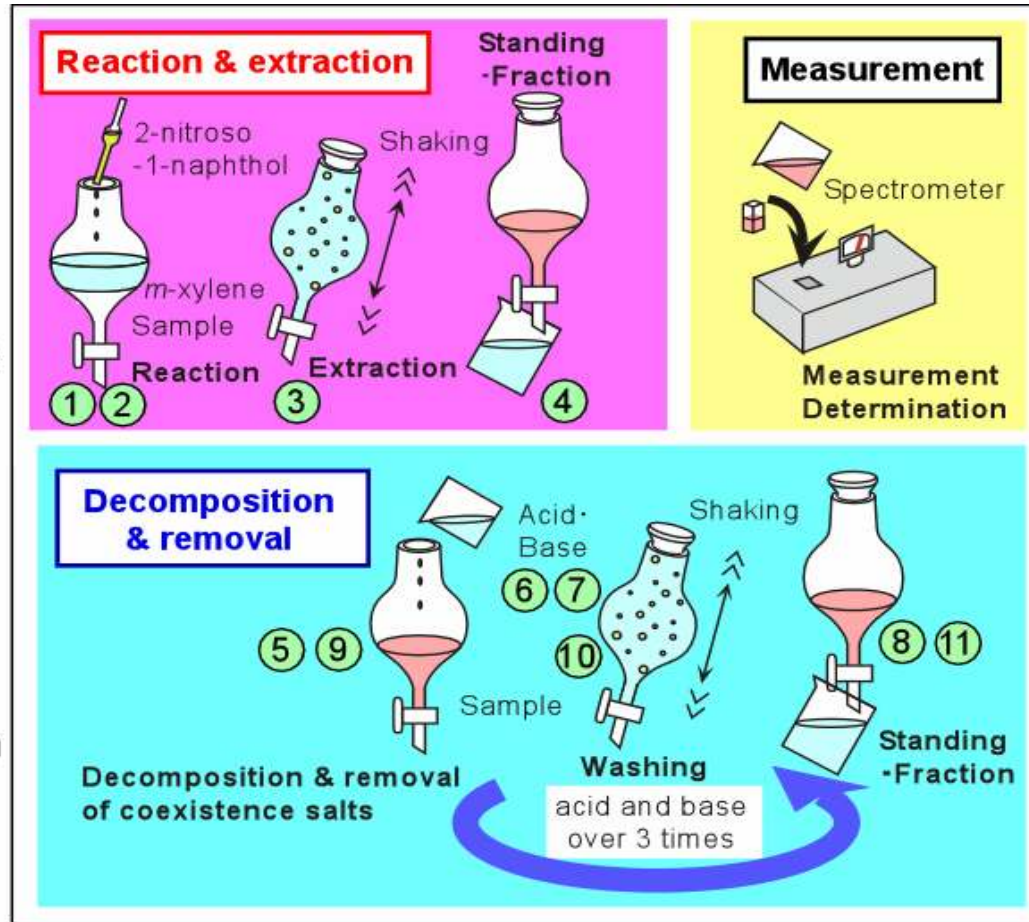 Reaction & extraction
2-nitroso
-1-naphthol
m-xylene
Sample
Reaction
1 2
Shaking
Extraction
3
Standing
-Fraction
4
Measurement
Spectrometer
Measurement
Determination
Decomposition
& removal
5 9
Sample
Decomposition & removal
of coexistence salts
Acid·
Base
6 7
10
Shaking
Washing
acid and base
over 3 times
8 11
Standing
-Fraction